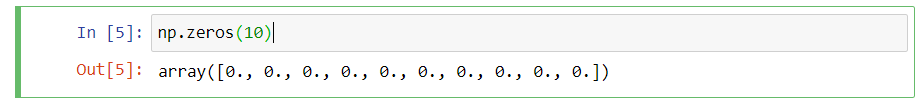 In [5]: np.zeros(10)
Out[5]: array([0., 0., 0., 0., 0., 0., 0., 0., 0., 0.])